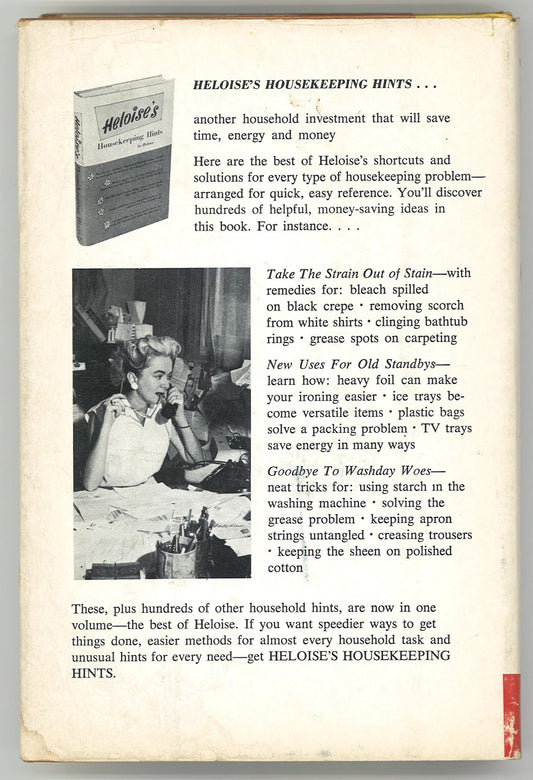 HELOISE'S HOUSEKEEPING HINTS . . .
another household investment that will save
time, energy and money
Here are the best of Heloise's shortcuts and
solutions for every type of housekeeping problem—
arranged for quick, easy reference. You'll discover
hundreds of helpful, money-saving ideas in
this book. For instance. . . .
Heloise's
Housekeeping Hints
by Heloise
Take The Strain Out of Stain—with
remedies for: bleach spilled
on black crepe • removing scorch
from white shirts • clinging bathtub
rings • grease spots on carpeting
New Uses For Old Standbys—
learn how: heavy foil can make
your ironing easier • ice trays be-
come versatile items • plastic bags
solve a packing problem • TV trays
save energy in many ways
Goodbye To Washday Woes—
neat tricks for: using starch in the
washing machine • solving the
grease problem • keeping apron
strings untangled • creasing trousers
• keeping the sheen on polished
cotton
These, plus hundreds of other household hints, are now in one
volume—the best of Heloise. If you want speedier ways to get
things done, easier methods for almost every household task and
unusual hints for every need—get HELOISE'S HOUSEKEEPING
HINTS.